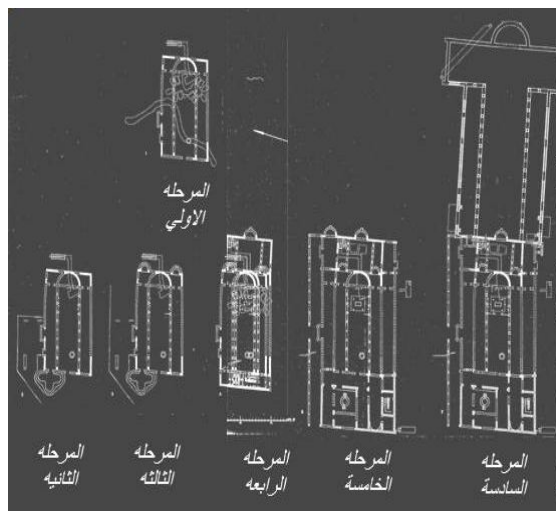 المرحله
الاولي
المرحله
الثانيه
المرحله
الثالثه
المرحله
الرابعه
المرحله
الخامسة
المرحله
السادسة